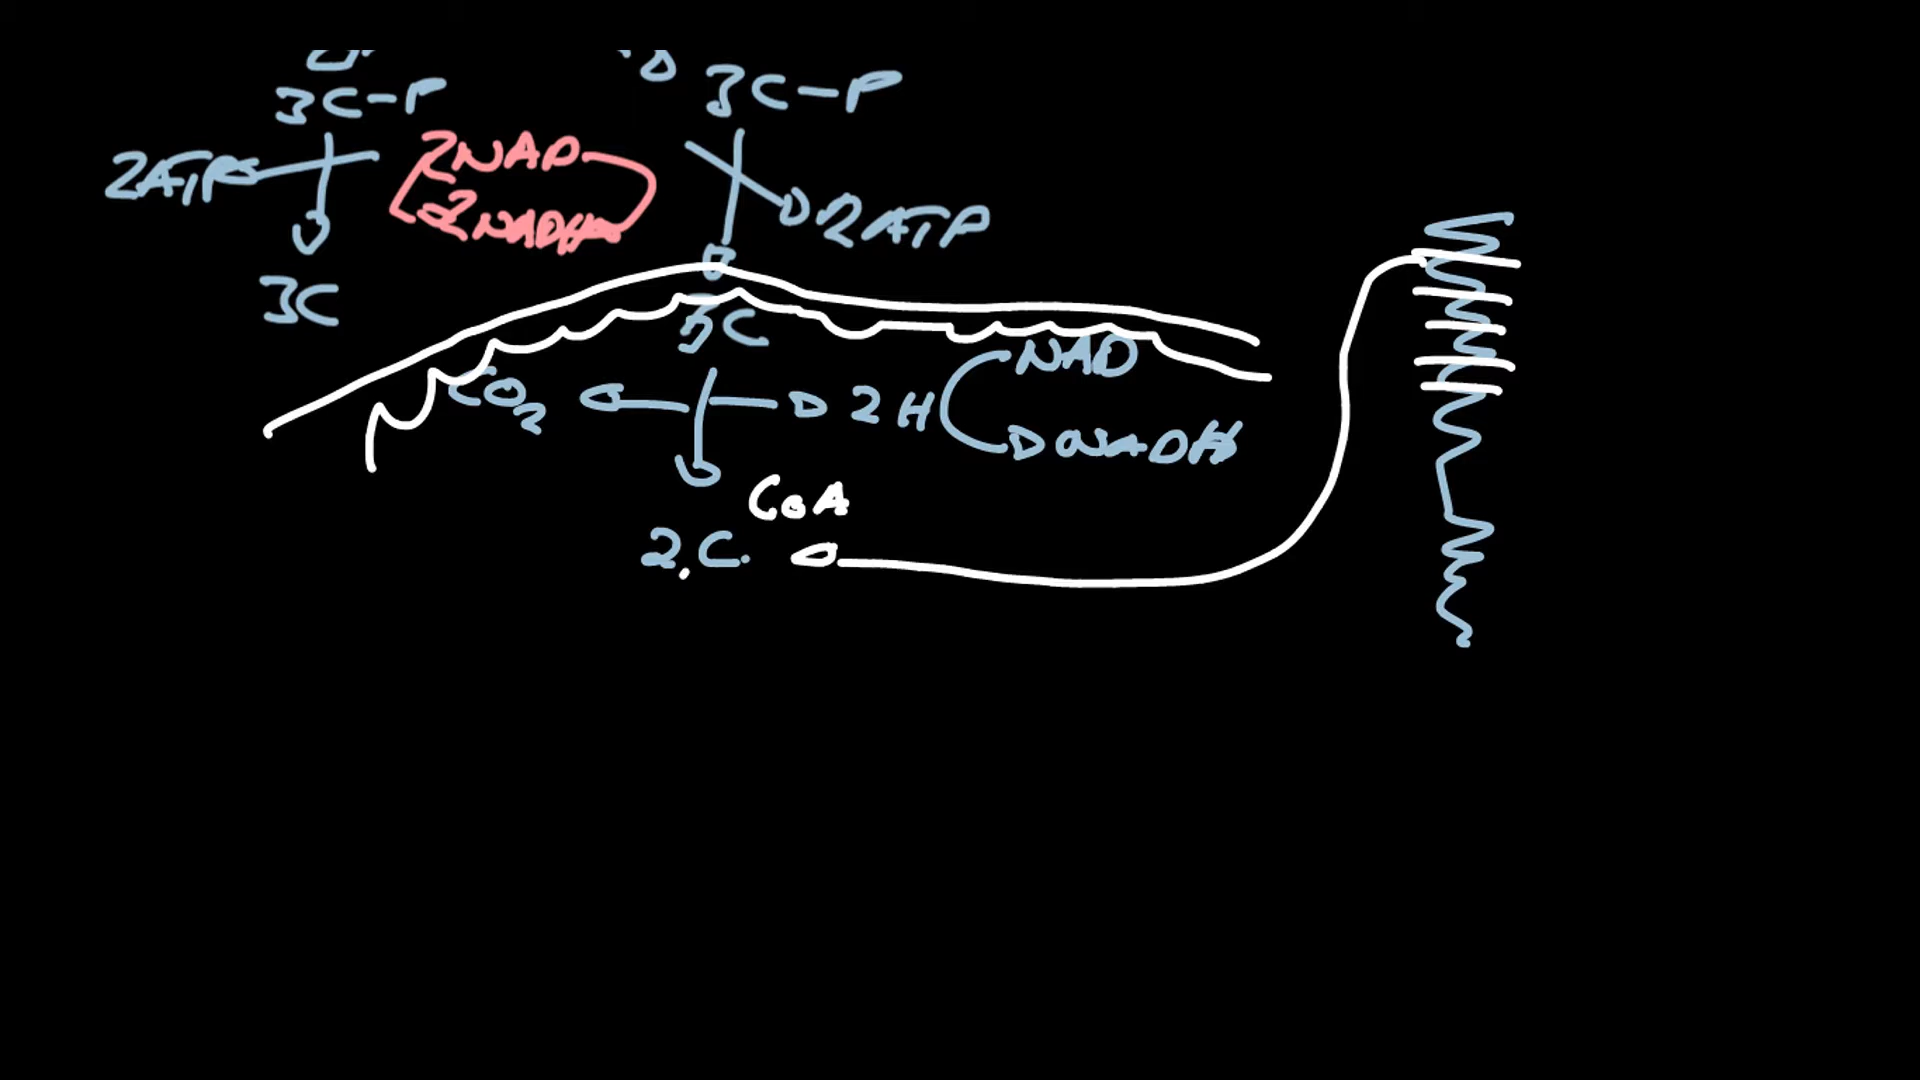 3C-P 3C-P
2ATP 2NAD
2NADH 2ATP
3C 3C
NAD
CO2 2H
NADH
CoA
2C